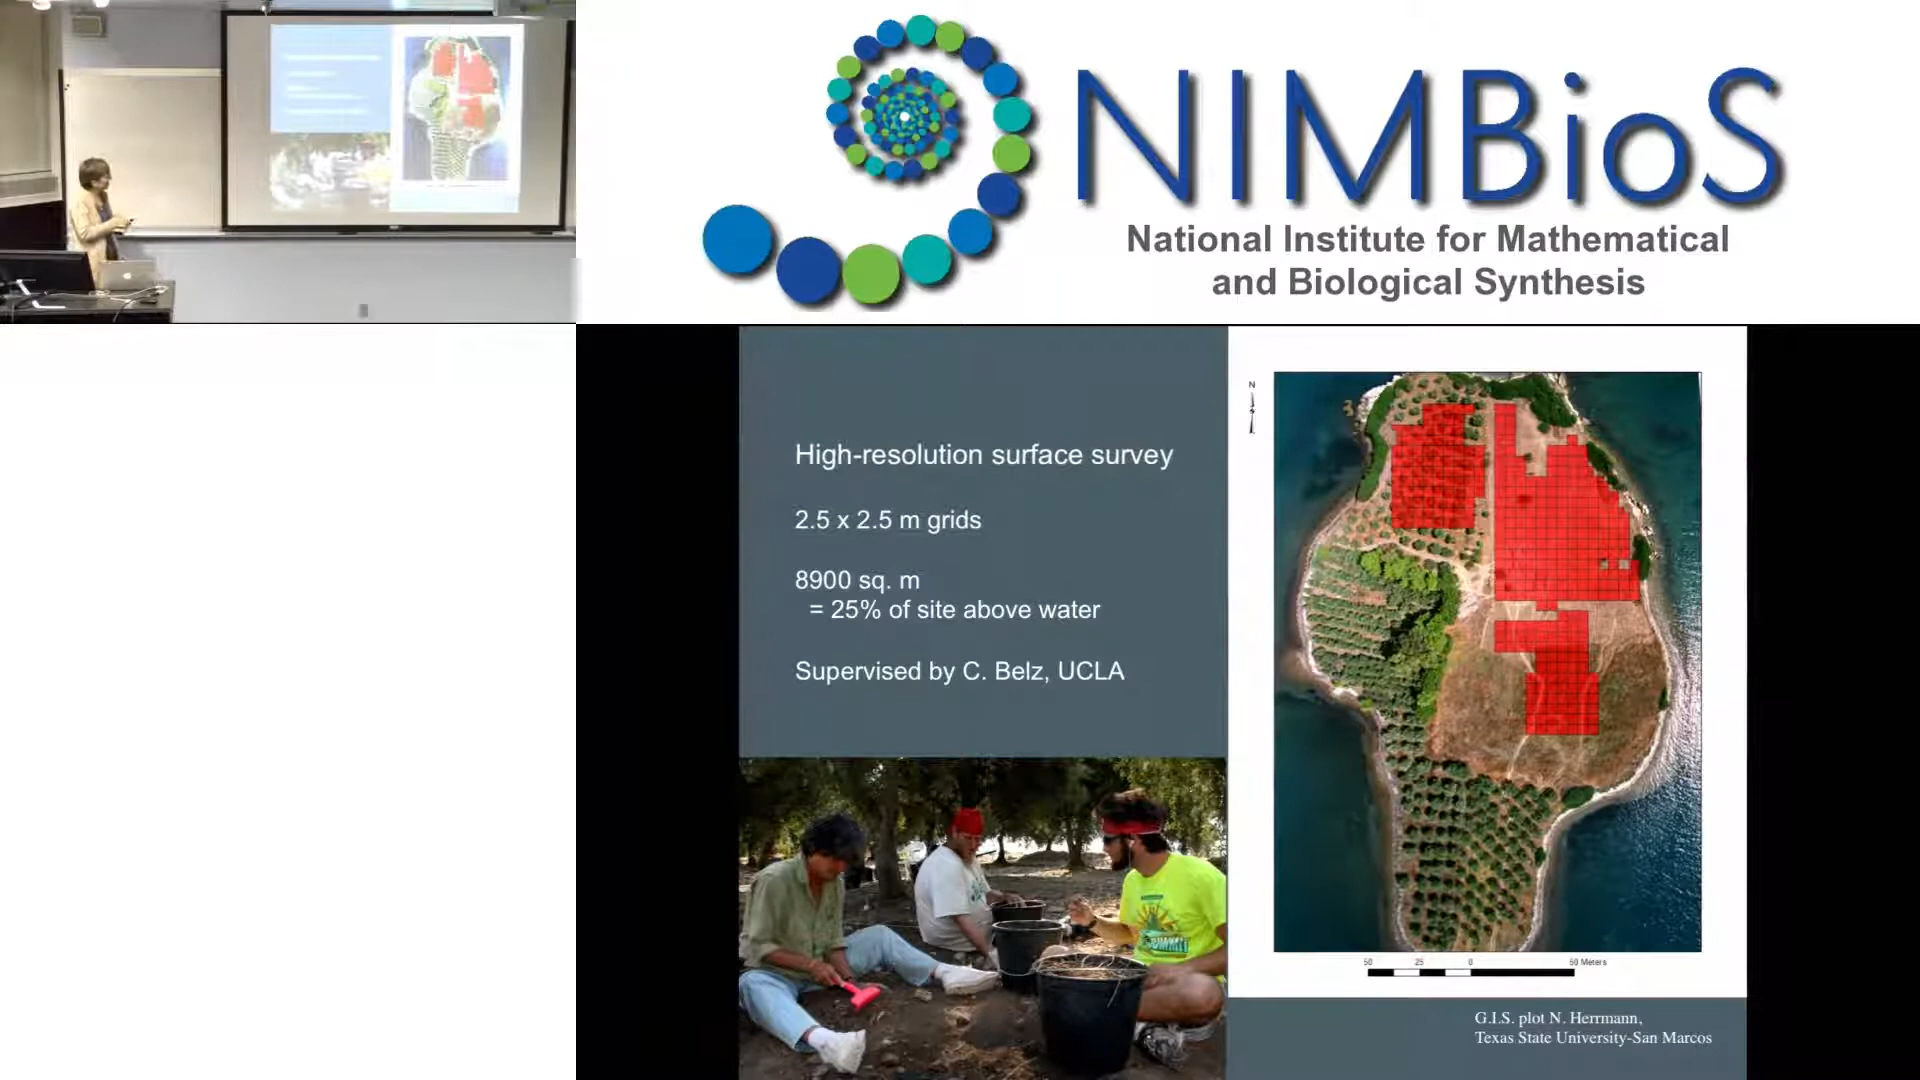 NIMBioS
National Institute for Mathematical
and Biological Synthesis
High-resolution surface survey
2.5 x 2.5 m grids
8900 sq. m
= 25% of site above water
Supervised by C. Belz, UCLA
N
50 25 0 50 Meters
G.I.S. plot N. Herrmann,
Texas State University-San Marcos